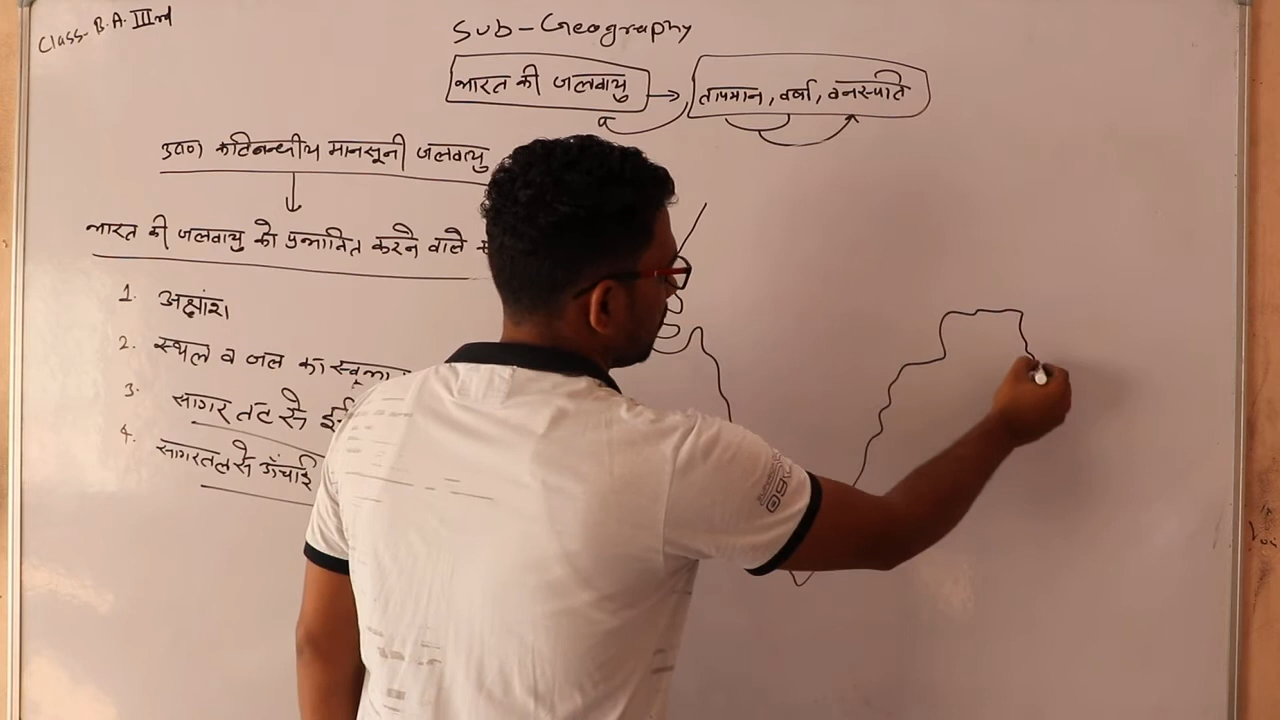 Class- B.A. IIIrd
Sub-Geography
भारत की जलवायु → तापमान, वर्षा, वनस्पति
उष्ण कटिबन्धीय मानसूनी जलवायु
भारत की जलवायु को प्रभावित करने वाले
1. अक्षांश
2. स्थल व जल का
3. सागर तट से
4. सागरतल से ऊँचाई